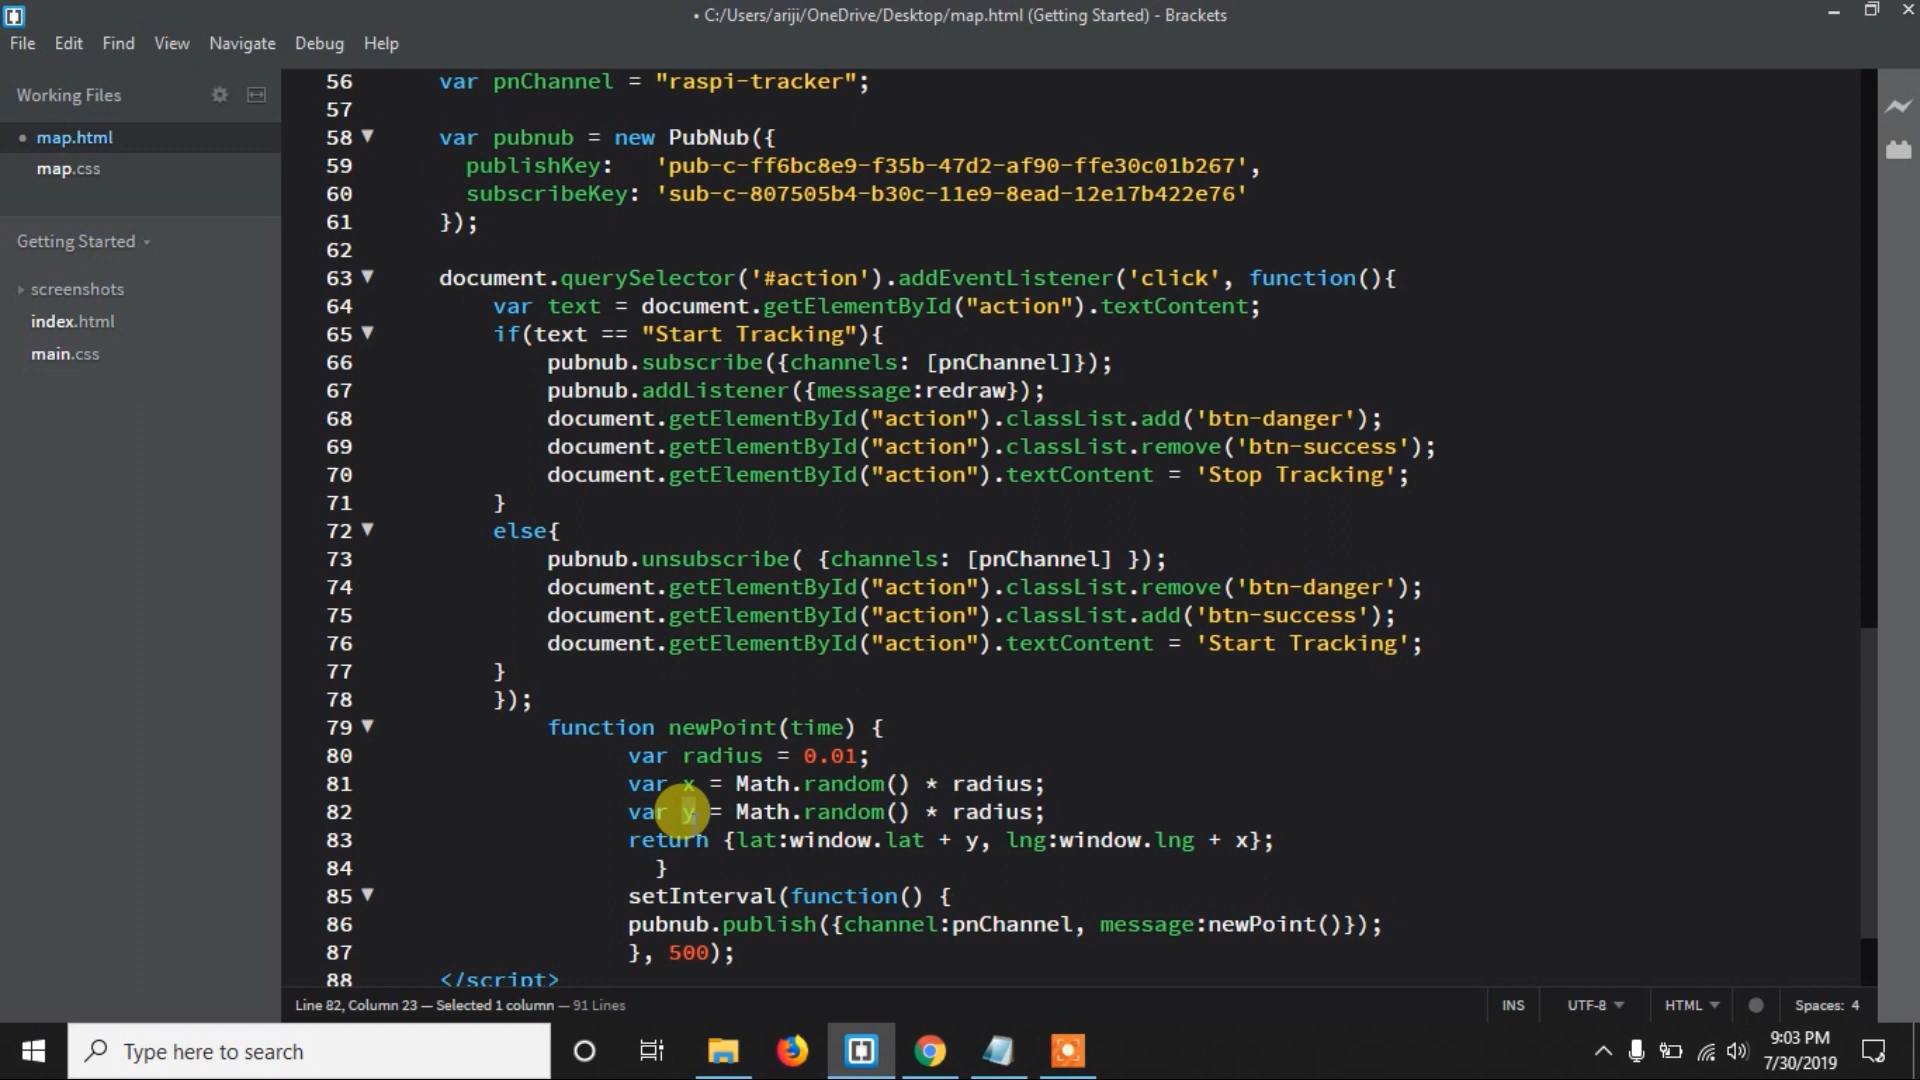 • C:/Users/ariji/OneDrive/Desktop/map.html (Getting Started) - Brackets
File Edit Find View Navigate Debug Help
Working Files
• map.html
map.css
Getting Started
screenshots
index.html
main.css
56 var pnChannel = "raspi-tracker";
57
58 var pubnub = new PubNub({
59 publishKey: 'pub-c-ff6bc8e9-f35b-47d2-af90-ffe30c01b267',
60 subscribeKey: 'sub-c-807505b4-b30c-11e9-8ead-12e17b422e76'
61 });
62
63 document.querySelector('#action').addEventListener('click', function(){
64 var text = document.getElementById("action").textContent;
65 if(text == "Start Tracking"){
66 pubnub.subscribe({channels: [pnChannel]});
67 pubnub.addListener({message:redraw});
68 document.getElementById("action").classList.add('btn-danger');
69 document.getElementById("action").classList.remove('btn-success');
70 document.getElementById("action").textContent = 'Stop Tracking';
71 }
72 else{
73 pubnub.unsubscribe( {channels: [pnChannel] });
74 document.getElementById("action").classList.remove('btn-danger');
75 document.getElementById("action").classList.add('btn-success');
76 document.getElementById("action").textContent = 'Start Tracking';
77 }
78 });
79 function newPoint(time) {
80 var radius = 0.01;
81 var x = Math.random() * radius;
82 var y = Math.random() * radius;
83 return {lat:window.lat + y, lng:window.lng + x};
84 }
85 setInterval(function() {
86 pubnub.publish({channel:pnChannel, message:newPoint()});
87 }, 500);
88 </script>
Line 82, Column 23 — Selected 1 column — 91 Lines
INS UTF-8 HTML Spaces: 4
Type here to search
9:03 PM
7/30/2019